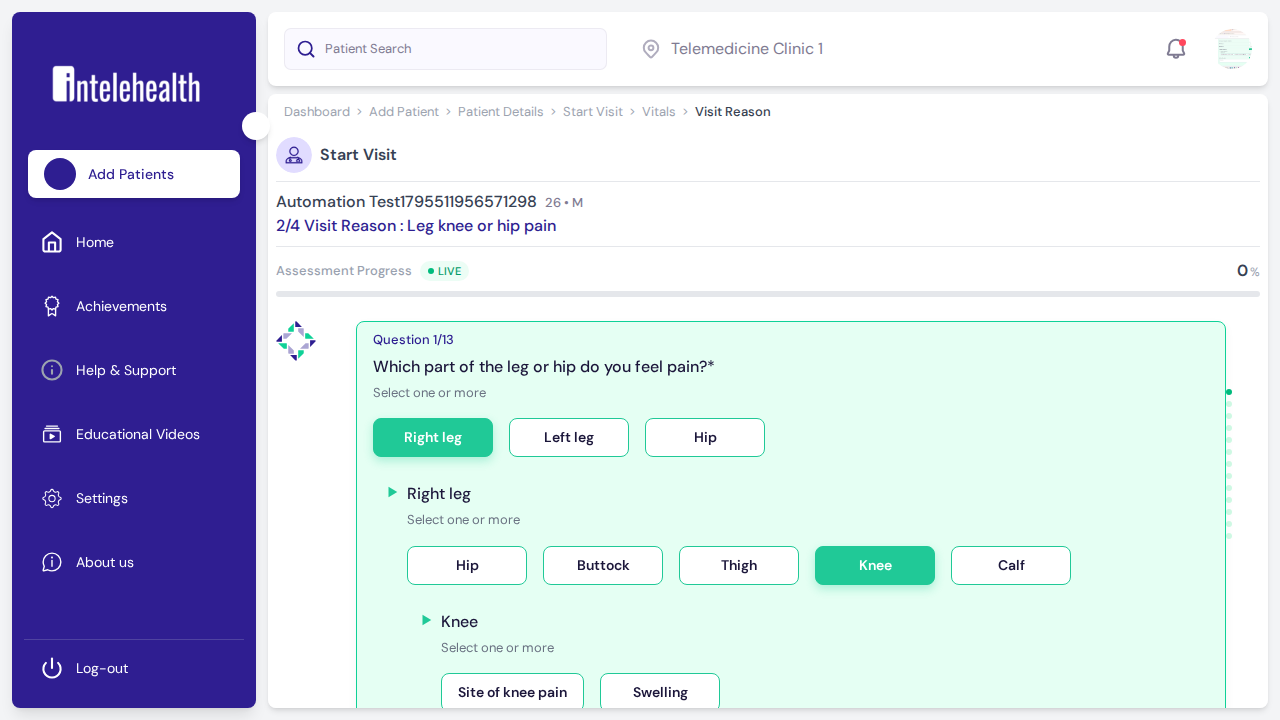 intelehealth
Add Patients
Home
Achievements
Help & Support
Educational Videos
Settings
About us
Log-out
Patient Search
Telemedicine Clinic 1
Dashboard > Add Patient > Patient Details > Start Visit > Vitals > Visit Reason
Start Visit
Automation Test1795511956571298 26 • M
2/4 Visit Reason : Leg knee or hip pain
Assessment Progress • LIVE 0 %
Question 1/13
Which part of the leg or hip do you feel pain?*
Select one or more
Right leg Left leg Hip
Right leg
Select one or more
Hip Buttock Thigh Knee Calf
Knee
Select one or more
Site of knee pain Swelling